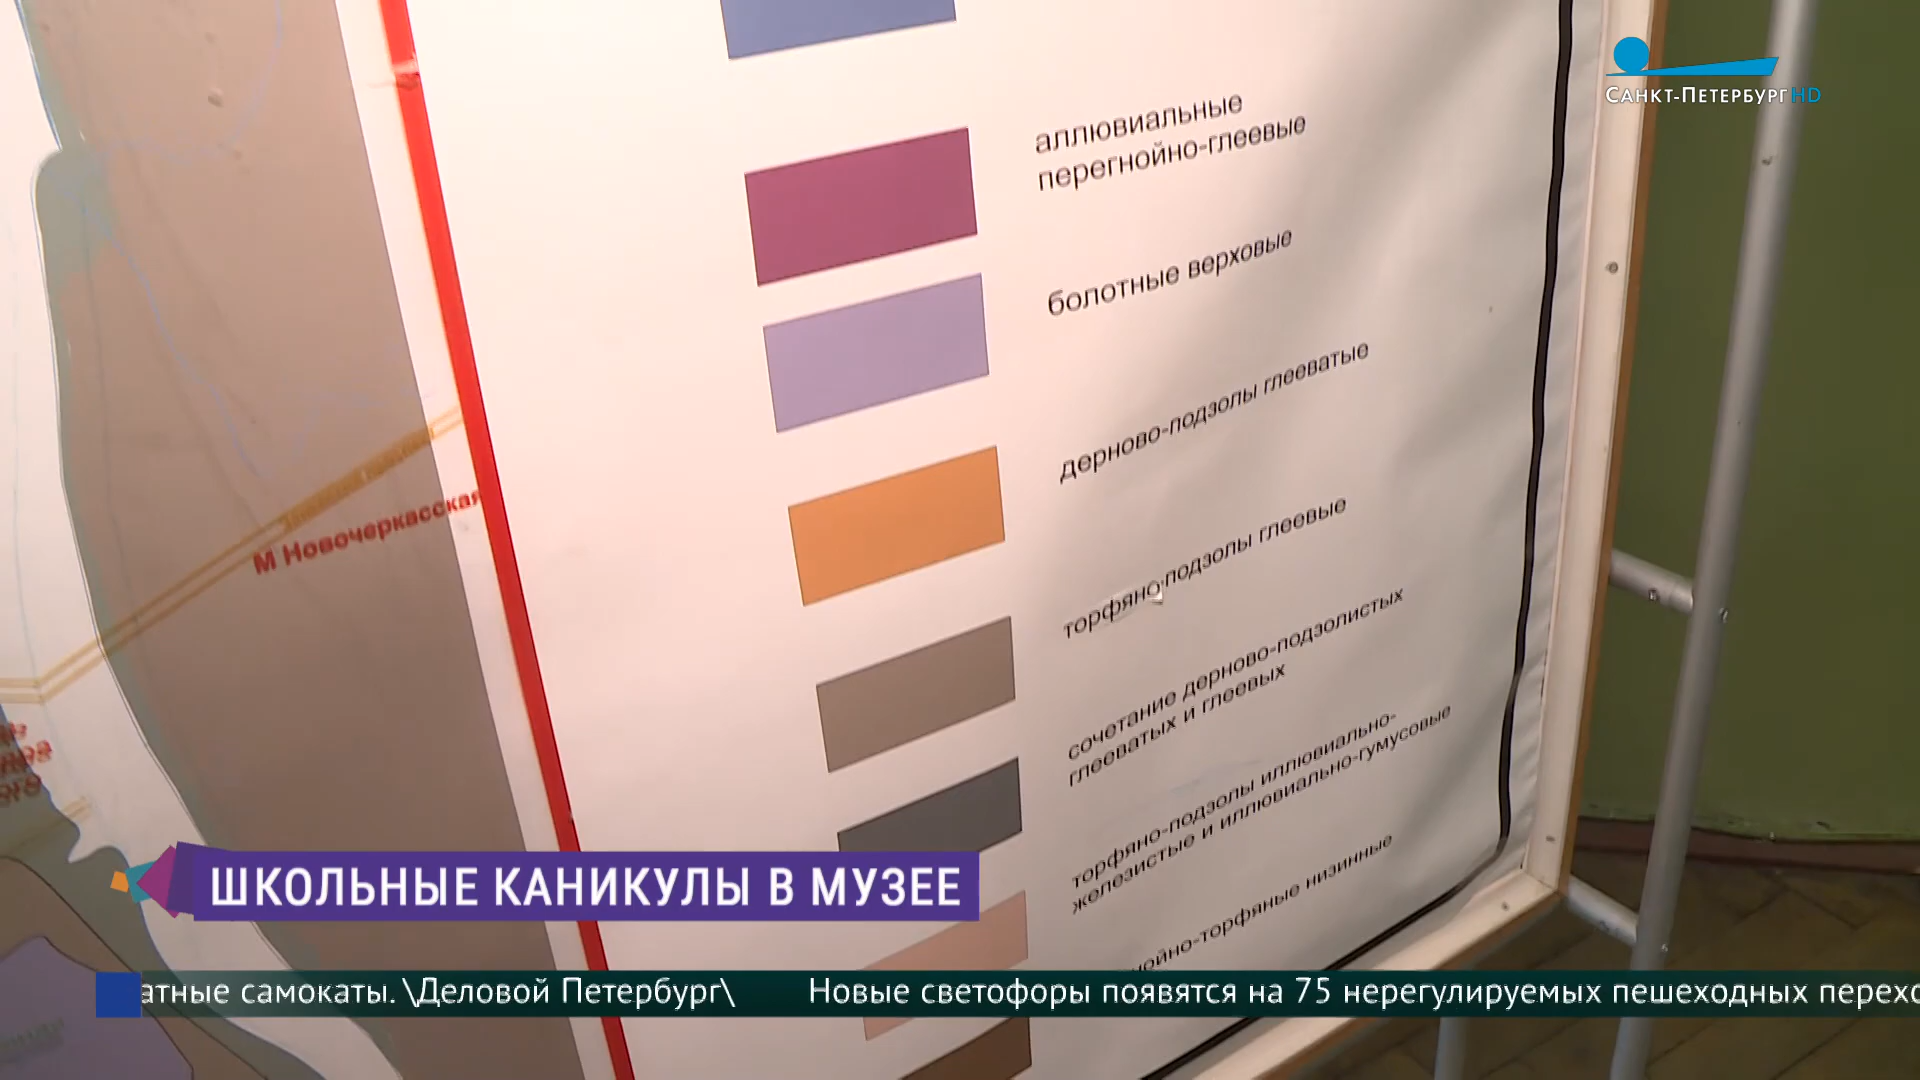 САНКТ-ПЕТЕРБУРГ HD
аллювиальные
перегнойно-глеевые
болотные верховые
дерново-подзолы глееватые
торфяно-подзолы глеевые
сочетание дерново-подзолистых
глееватых и глеевых
торфяно-подзолы иллювиально-
железистые и иллювиально-гумусовые
нойно-торфяные низинные
М Новочеркасская
ШКОЛЬНЫЕ КАНИКУЛЫ В МУЗЕЕ
атные самокаты. \Деловой Петербург\ Новые светофоры появятся на 75 нерегулируемых пешеходных перехо